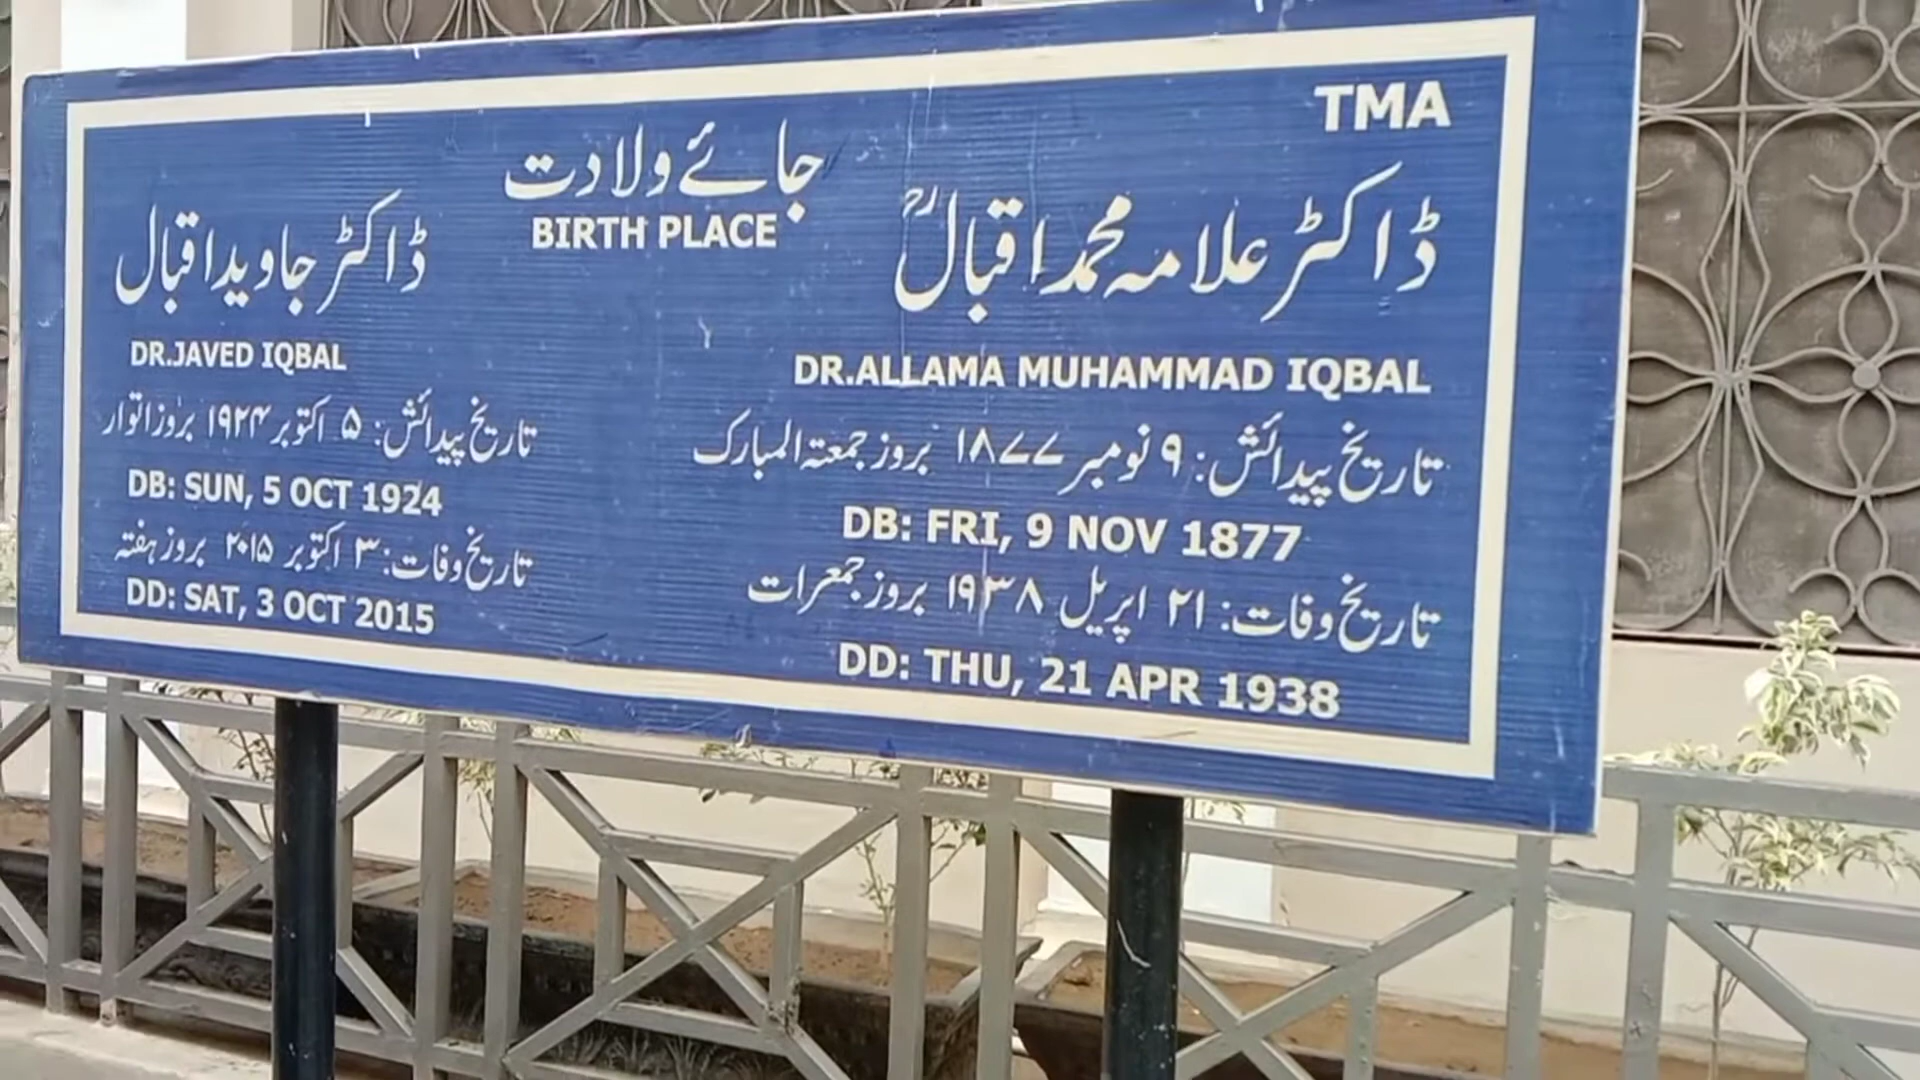 TMA
جائے ولادت
BIRTH PLACE
ڈاکٹر علامہ محمد اقبالؒ
DR.ALLAMA MUHAMMAD IQBAL
تاریخ پیدائش: ۹ نومبر ۱۸۷۷ بروز جمعتہ المبارک
DB: FRI, 9 NOV 1877
تاریخ وفات: ۲۱ اپریل ۱۹۳۸ بروز جمعرات
DD: THU, 21 APR 1938
ڈاکٹر جاوید اقبال
DR.JAVED IQBAL
تاریخ پیدائش: ۵ اکتوبر ۱۹۲۴ بروز اتوار
DB: SUN, 5 OCT 1924
تاریخ وفات: ۳ اکتوبر ۲۰۱۵ بروز ہفتہ
DD: SAT, 3 OCT 2015